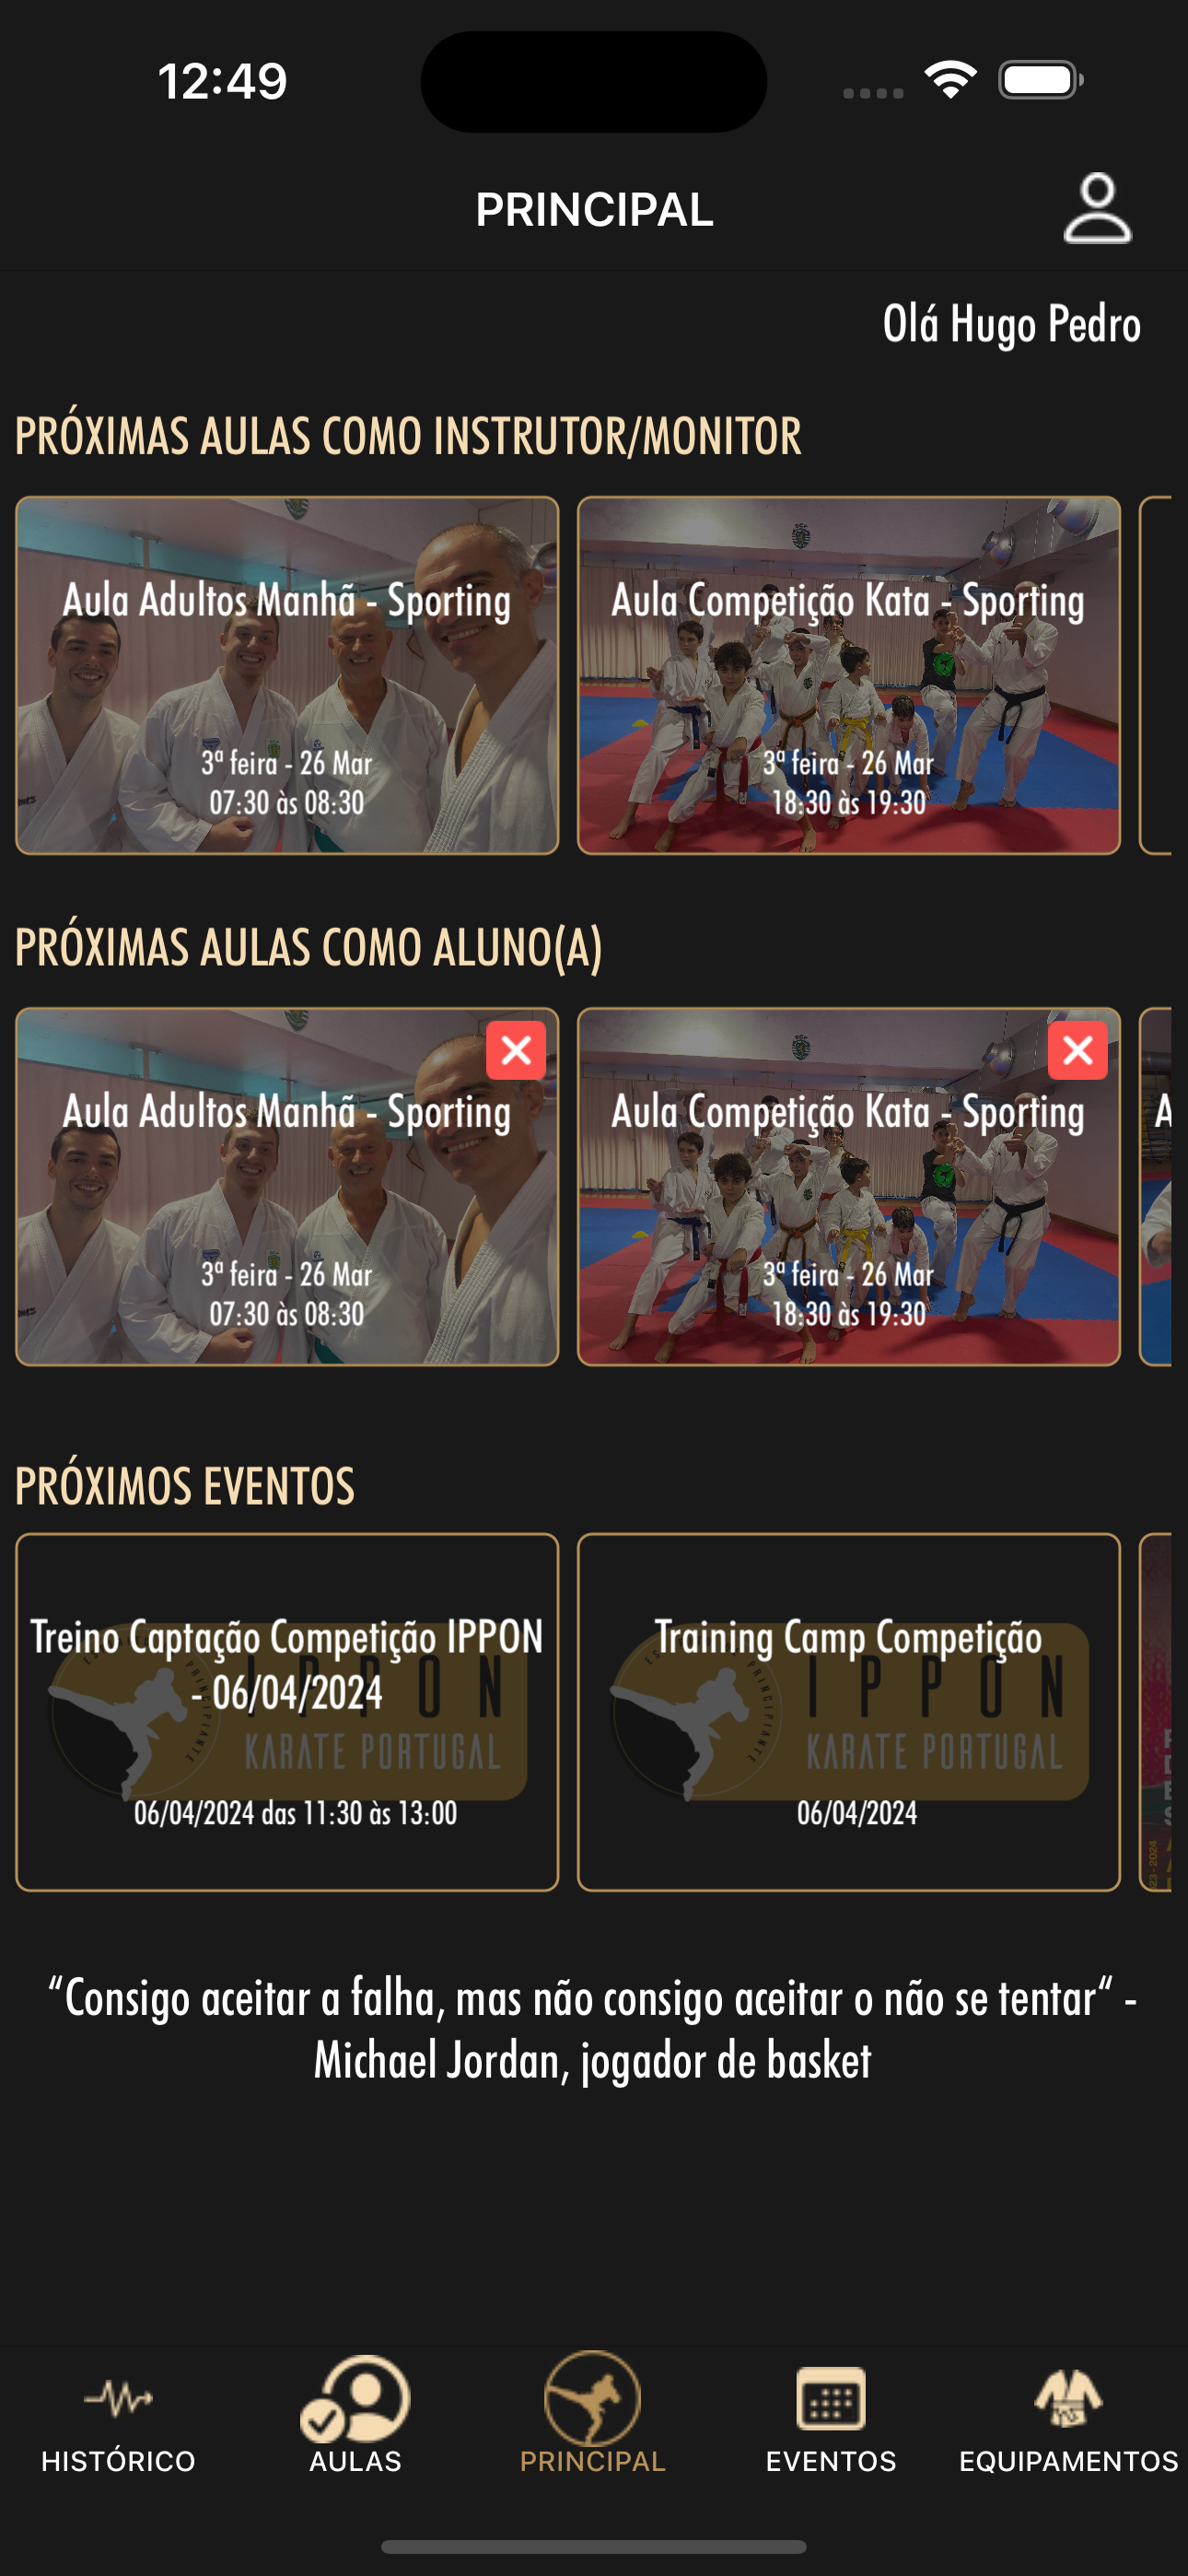 12:49
PRINCIPAL
Olá Hugo Pedro
PRÓXIMAS AULAS COMO INSTRUTOR/MONITOR
Aula Adultos Manhã - Sporting
3ª feira - 26 Mar
07:30 às 08:30
Aula Competição Kata - Sporting
3ª feira - 26 Mar
18:30 às 19:30
PRÓXIMAS AULAS COMO ALUNO(A)
Aula Adultos Manhã - Sporting
3ª feira - 26 Mar
07:30 às 08:30
Aula Competição Kata - Sporting
3ª feira - 26 Mar
18:30 às 19:30
A
PRÓXIMOS EVENTOS
Treino Captação Competição IPPON
- 06/04/2024
IPPON
KARATE PORTUGAL
PRINCIPIANTE
06/04/2024 das 11:30 às 13:00
Training Camp Competição
IPPON
KARATE PORTUGAL
PRINCIPIANTE
06/04/2024
“Consigo aceitar a falha, mas não consigo aceitar o não se tentar“ -
Michael Jordan, jogador de basket
HISTÓRICO
AULAS
PRINCIPAL
EVENTOS
EQUIPAMENTOS